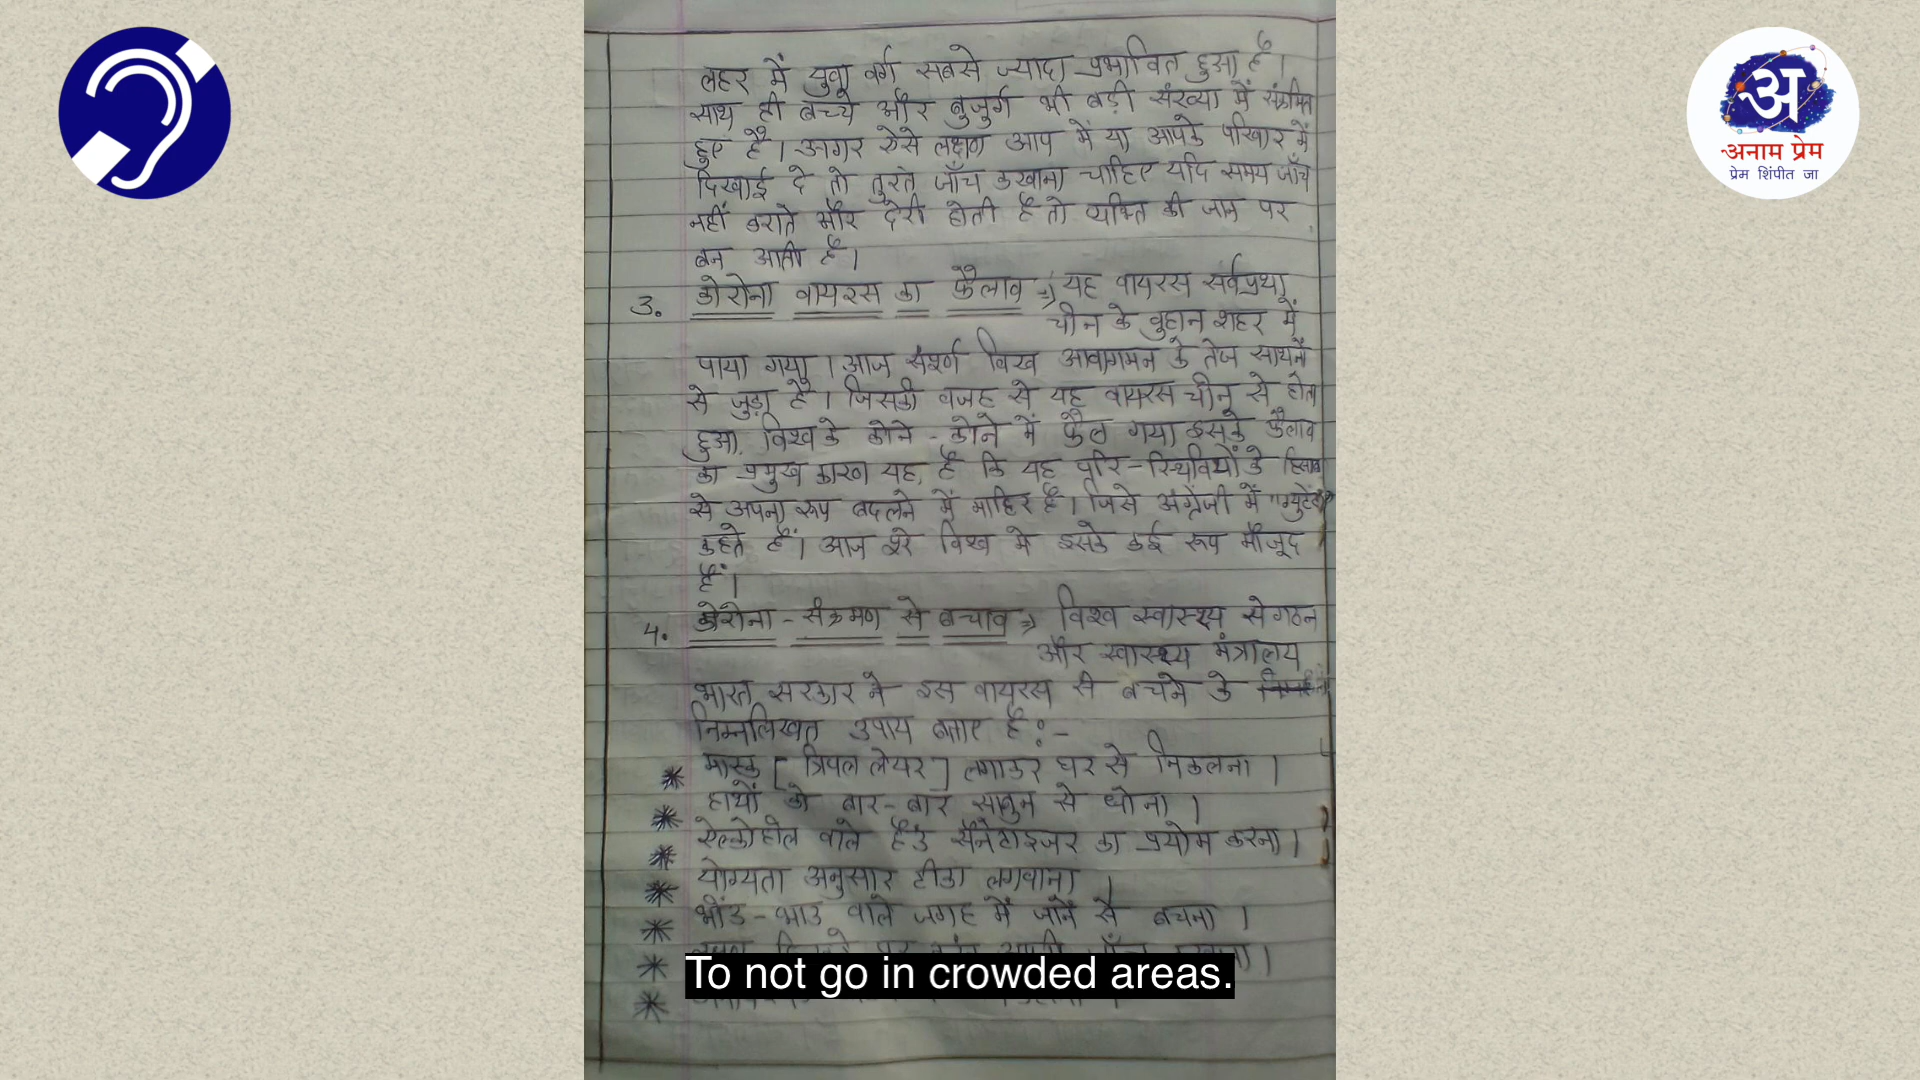 लहर में युवा वर्ग सबसे ज्यादा प्रभावित हुआ है।
साथ ही बच्चे और बुजुर्ग भी बड़ी संख्या में संक्रमित
हुए है। अगर ऐसे लक्षण आप में या आपके परिवार में
दिखाई दे तो तुरंत जाँच करवाना चाहिए यदि समय जाँच
नहीं कराते और देरी होती है तो व्यक्ति की जान पर
बन आती है।
3. कोरोना वायरस का फैलाव ⇒ यह वायरस सर्वप्रथम
चीन के वुहान शहर में
पाया गया। आज संपूर्ण विश्व आवागमन के तेज साधनों
से जुड़ा है। जिसकी वजह से यह वायरस चीन से होता
हुआ विश्व के कोने - कोने में फैल गया इसके फैलाव
का प्रमुख कारण यह है कि यह परि-स्थितियों के हिसाब
से अपना रूप बदलने में माहिर है। जिसे अंग्रेजी में
कहते हैं। आज विश्व मे इसके कई रूप मौजूद
हैं।
4. कोरोना - संक्रमण से बचाव ⇒ विश्व स्वास्थ्य संगठन
और स्वास्थ्य मंत्रालय
भारत सरकार ने इस वायरस से बचने के
निम्नलिखत उपाय बताए हैं:-
* मास्क [त्रिपल लेयर] लगाकर घर से निकलना।
* हाथों को बार-बार साबुन से धोना।
* ऐल्कोहोल वाले हैंड सैनेटाइजर का प्रयोग करना।
* योग्यता अनुसार टीका लगवाना।
* भीड़-भाड़ वाले जगह में जानें से बचना।
To not go in crowded areas.
अ
अनाम प्रेम
प्रेम शिंपीत जा